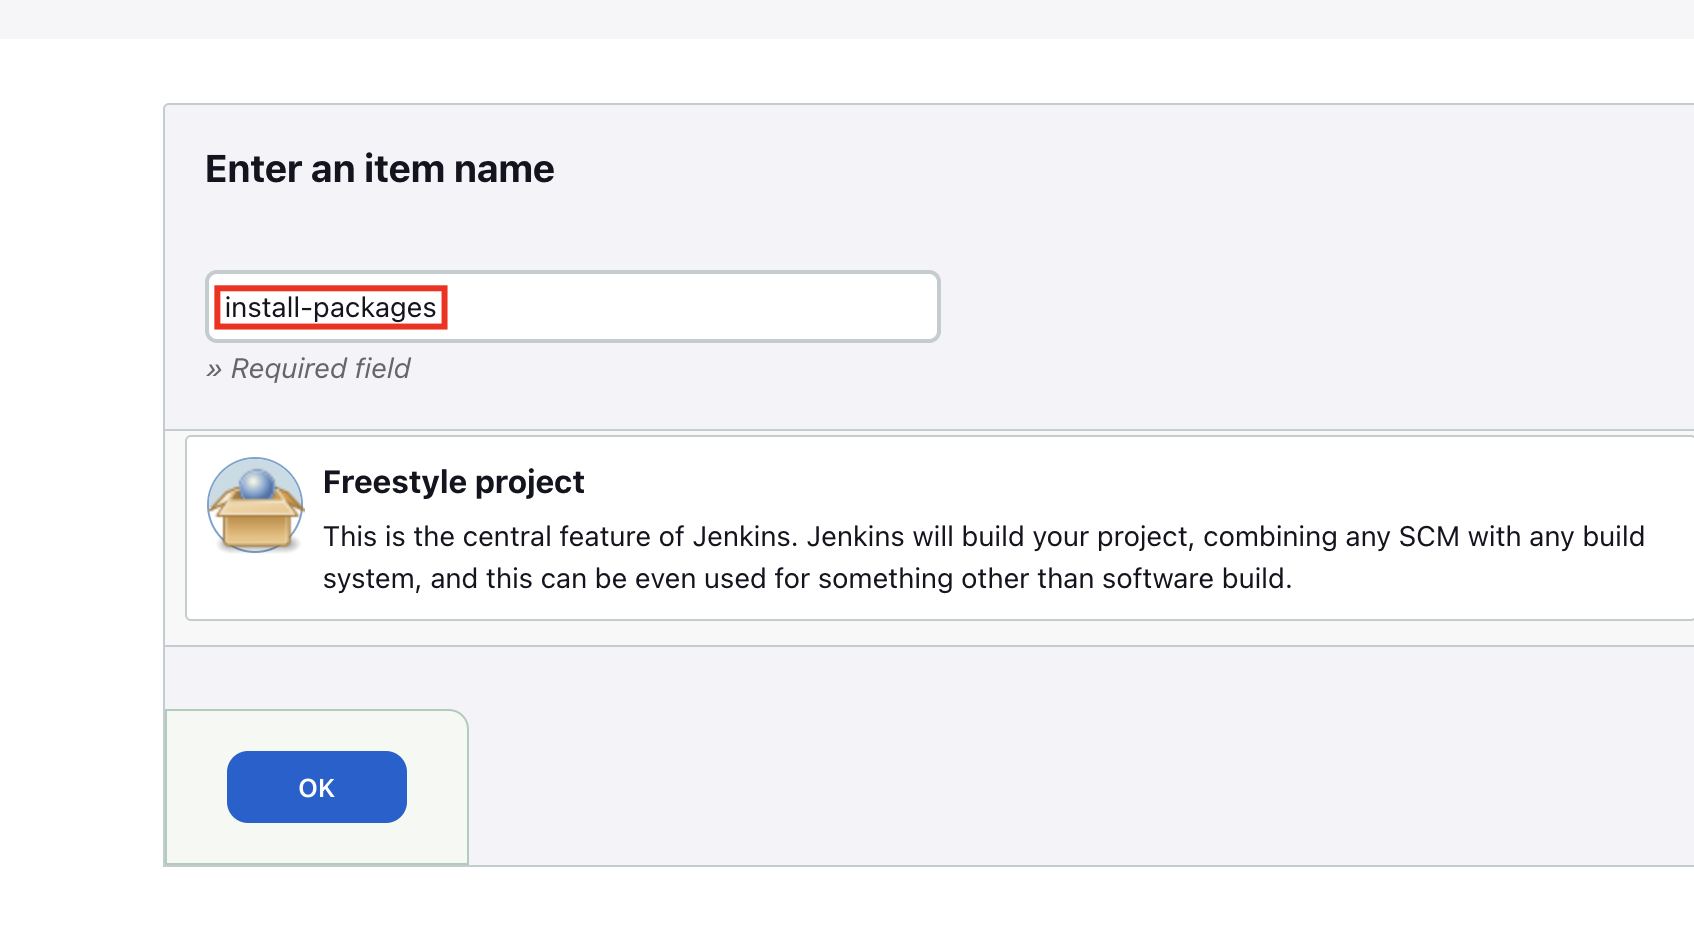 Enter an item name
install-packages
» Required field
Freestyle project
This is the central feature of Jenkins. Jenkins will build your project, combining any SCM with any build
system, and this can be even used for something other than software build.
OK